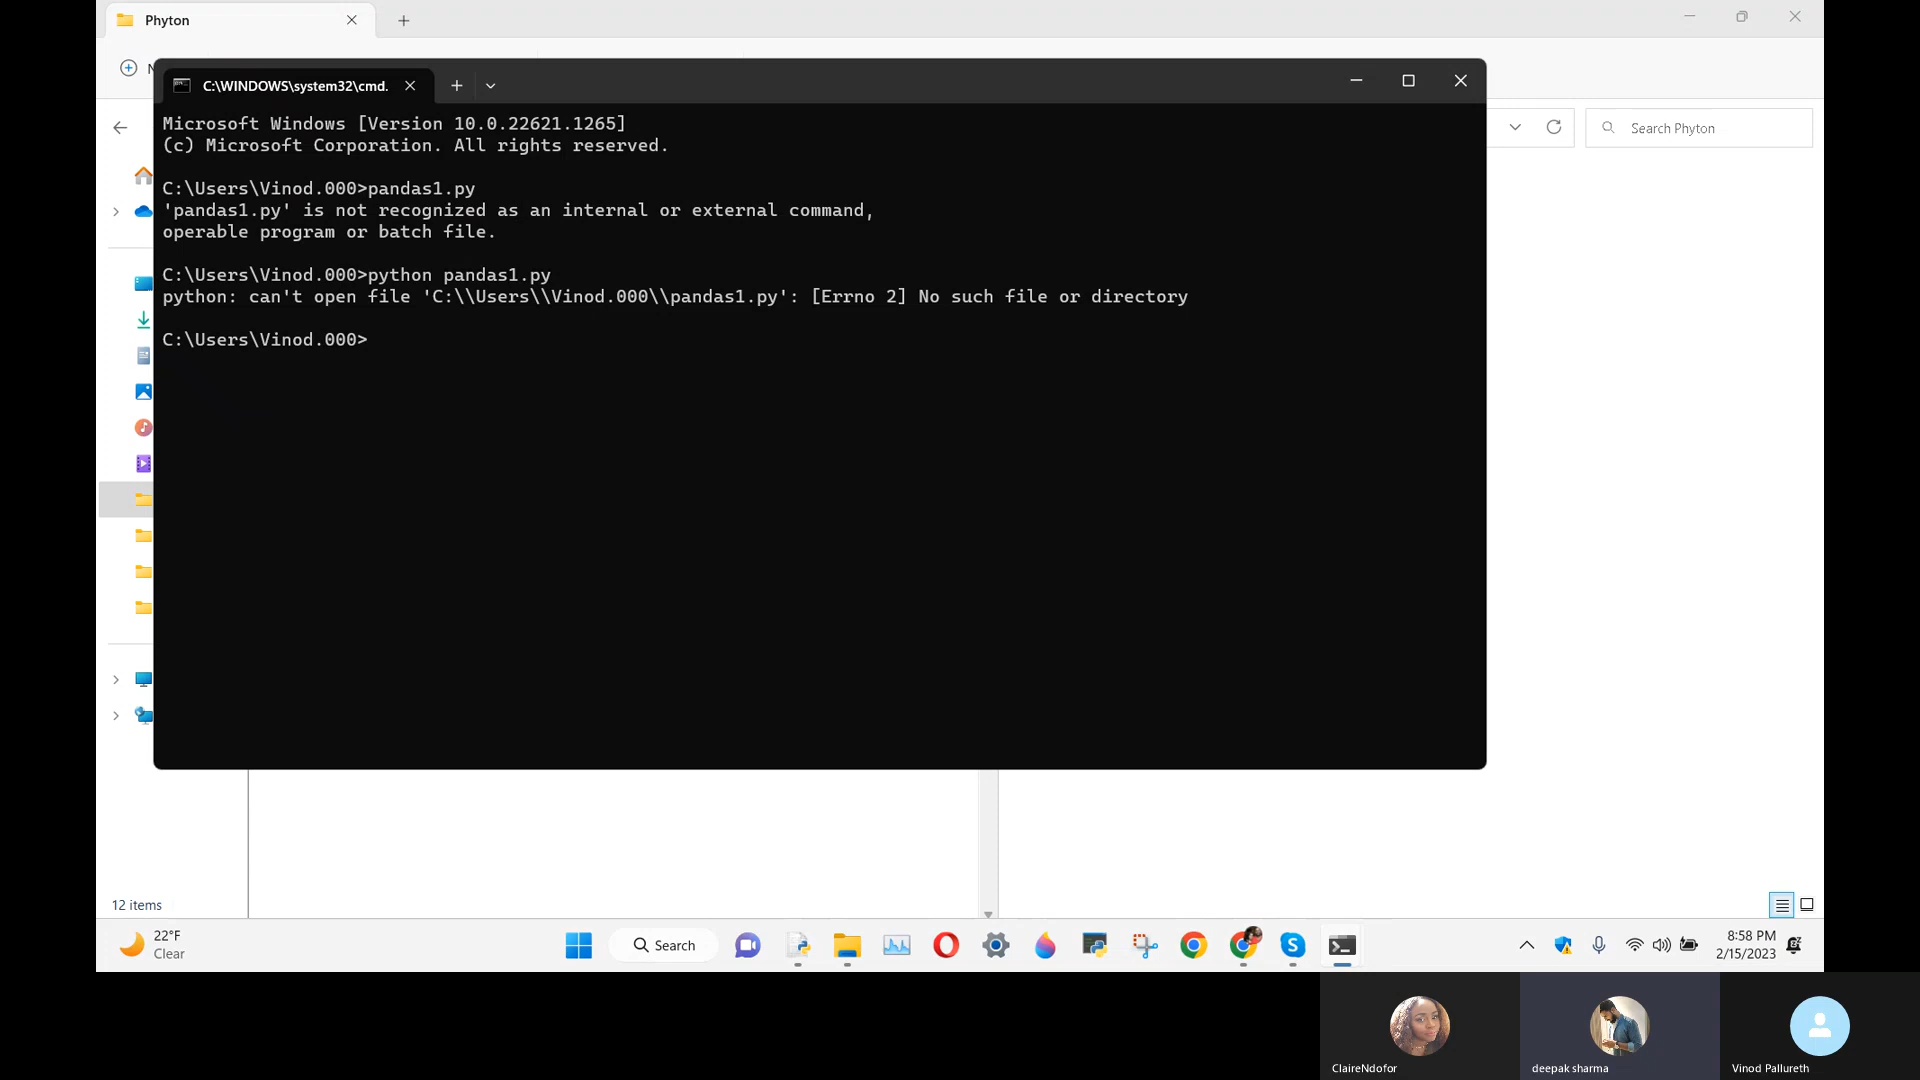 Phyton
N
C:\WINDOWS\system32\cmd.
Search Phyton
Microsoft Windows [Version 10.0.22621.1265]
(c) Microsoft Corporation. All rights reserved.
C:\Users\Vinod.000>pandas1.py
'pandas1.py' is not recognized as an internal or external command,
operable program or batch file.
C:\Users\Vinod.000>python pandas1.py
python: can't open file 'C:\\Users\\Vinod.000\\pandas1.py': [Errno 2] No such file or directory
C:\Users\Vinod.000>
12 items
22°F
Clear
Search
8:58 PM
2/15/2023
ClaireNdofor
deepak sharma
Vinod Pallureth